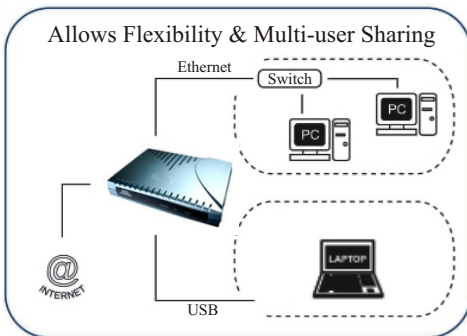 Allows Flexibility & Multi-user Sharing
Ethernet
Switch
PC
PC
@
INTERNET
LAPTOP
USB